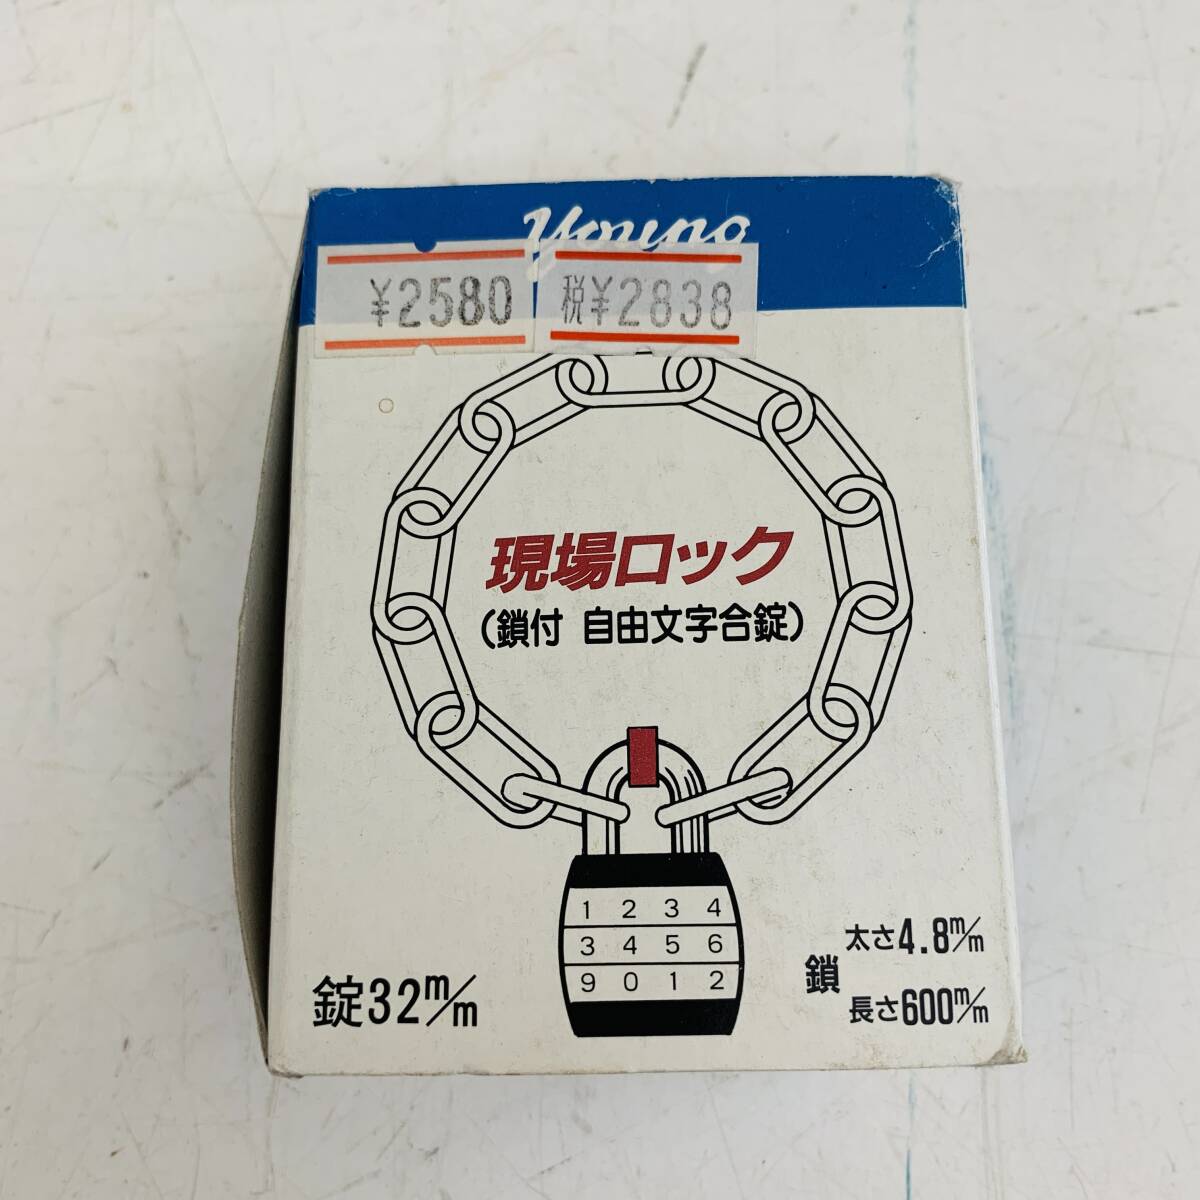 young
¥2580 税¥2838
現場ロック
(鎖付 自由文字合錠)
1 2 3 4
3 4 5 6
9 0 1 2
錠32m/m
鎖 太さ4.8m/m
長さ600m/m